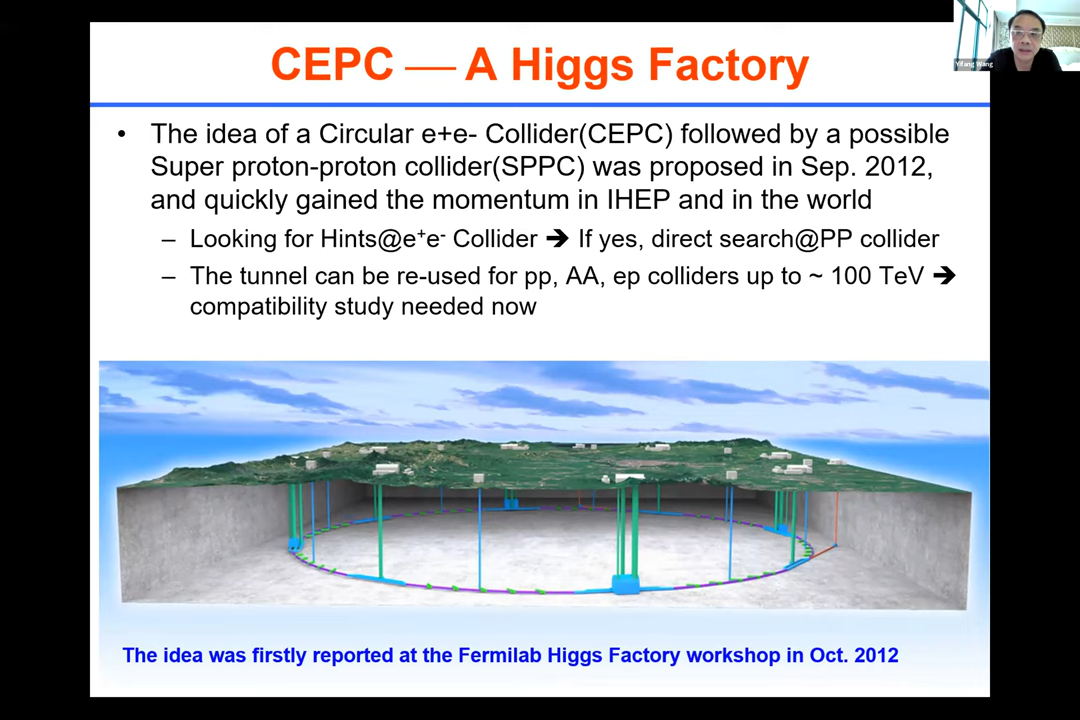 CEPC — A Higgs Factory
Yifang Wang
• The idea of a Circular e+e- Collider(CEPC) followed by a possible
Super proton-proton collider(SPPC) was proposed in Sep. 2012,
and quickly gained the momentum in IHEP and in the world
– Looking for Hints@e⁺e⁻ Collider ➔ If yes, direct search@PP collider
– The tunnel can be re-used for pp, AA, ep colliders up to ~ 100 TeV ➔
compatibility study needed now
The idea was firstly reported at the Fermilab Higgs Factory workshop in Oct. 2012